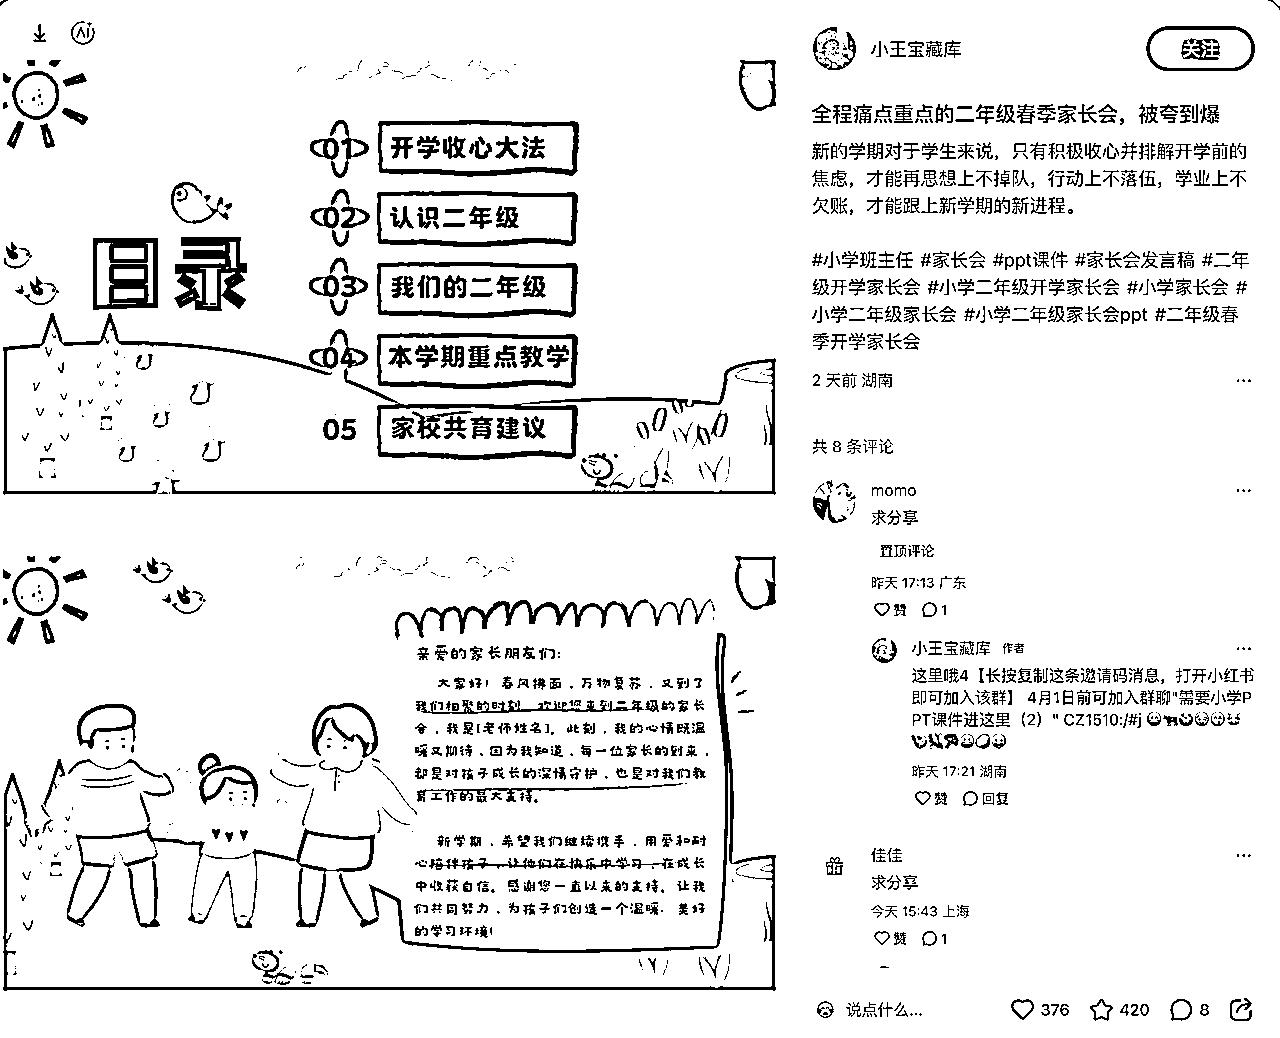 AI
目录
01 开学收心大法
02 认识二年级
03 我们的二年级
04 本学期重点教学
05 家校共育建议
亲爱的家长朋友们:
大家好! 春风拂面，万物复苏，又到了
我们相聚的时刻。欢迎您来到二年级的家长
会，我是[老师姓名]。此刻，我的心情既温
暖又期待，因为我知道，每一位家长的到来，
都是对孩子成长的深情守护，也是对我们教
育工作的最大支持。
新学期，希望我们继续携手，用爱和耐
心陪伴孩子，让他们在快乐中学习，在成长
中收获自信。感谢您一直以来的支持。让我
们共同努力，为孩子们创造一个温暖、美好
的学习环境!
小王宝藏库
关注
全程痛点重点的二年级春季家长会，被夸到爆
新的学期对于学生来说，只有积极收心并排解开学前的
焦虑，才能再思想上不掉队，行动上不落伍，学业上不
欠账，才能跟上新学期的新进程。
#小学班主任 #家长会 #ppt课件 #家长会发言稿 #二年
级开学家长会 #小学二年级开学家长会 #小学家长会 #
小学二年级家长会 #小学二年级家长会ppt #二年级春
季开学家长会
2 天前 湖南
共 8 条评论
momo
求分享
置顶评论
昨天 17:13 广东
赞 1
小王宝藏库 作者
这里哦4【长按复制这条邀请码消息，打开小红书
即可加入该群】 4月1日前可加入群聊"需要小学P
PT课件进这里（2）" CZ1510:/#j
昨天 17:21 湖南
赞 回复
佳佳
求分享
今天 15:43 上海
赞 1
说点什么...
376 420 8